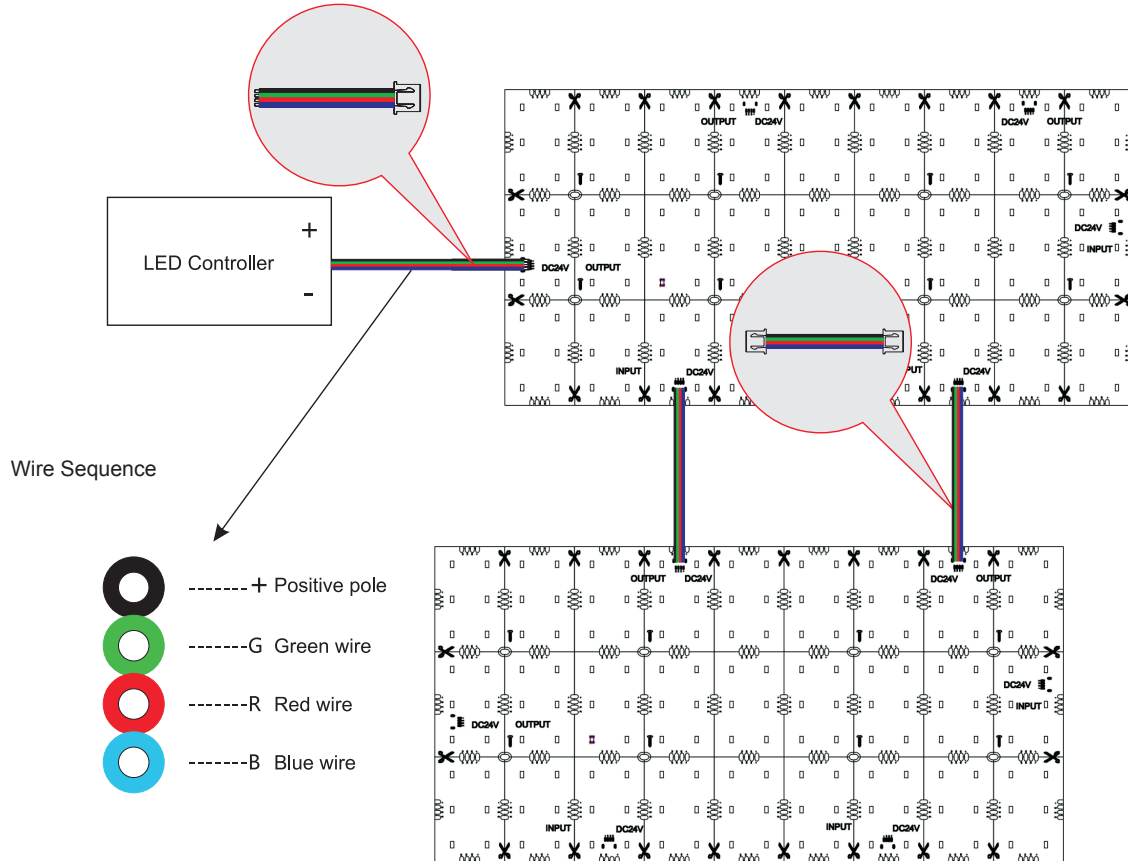 OUTPUT DC24V
DC24V OUTPUT
DC24V
INPUT
+
LED Controller
-
DC24V OUTPUT
INPUT DC24V
PUT DC24V
Wire Sequence
+ Positive pole
G Green wire
R Red wire
B Blue wire
OUTPUT DC24V
DC24V OUTPUT
DC24V
INPUT
DC24V OUTPUT
INPUT DC24V
INPUT DC24V